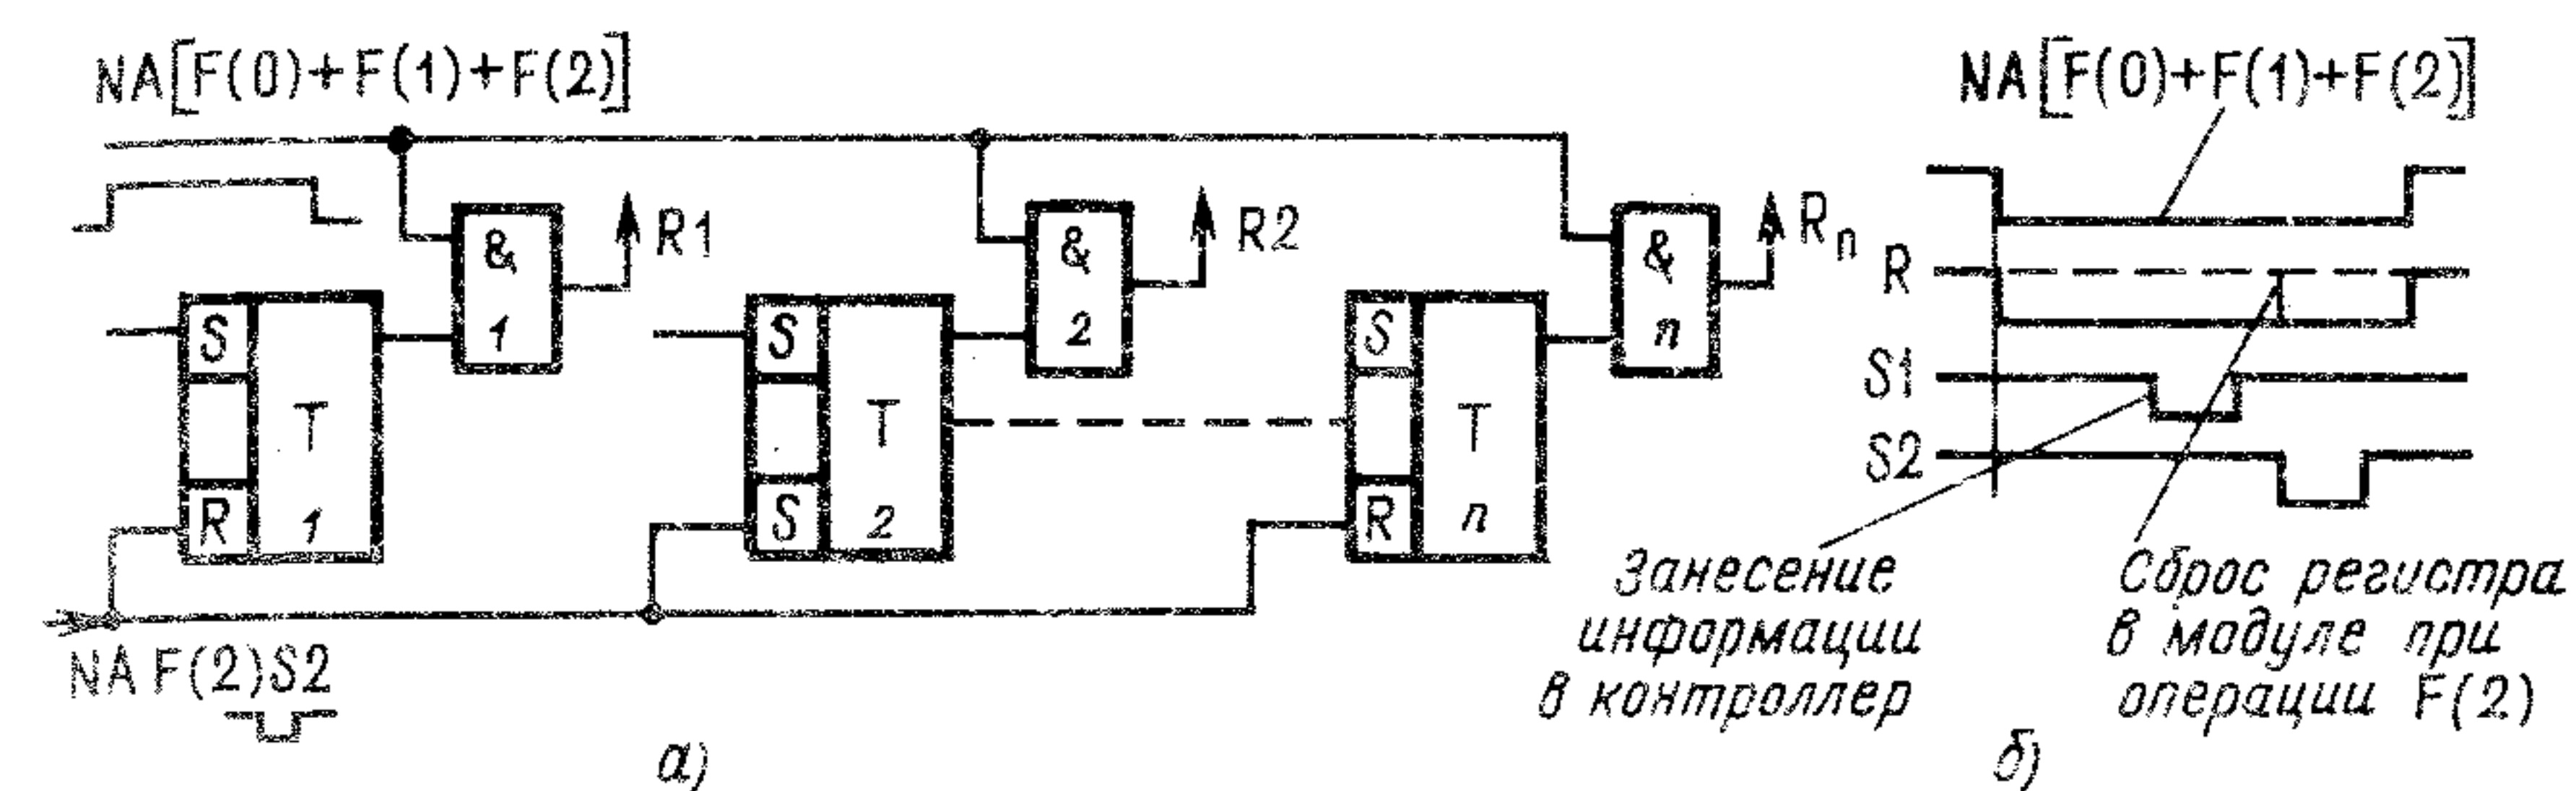 NA[F(0)+F(1)+F(2)]
R1
&
1
S
T
R
1
NA F(2)S2
R2
&
2
S
T
S
2
Rn
&
n
S
T
R
n
а)
NA[F(0)+F(1)+F(2)]
R
S1
S2
Занесение
информации
в контроллер
Сброс регистра
в модуле при
операции F(2)
б)